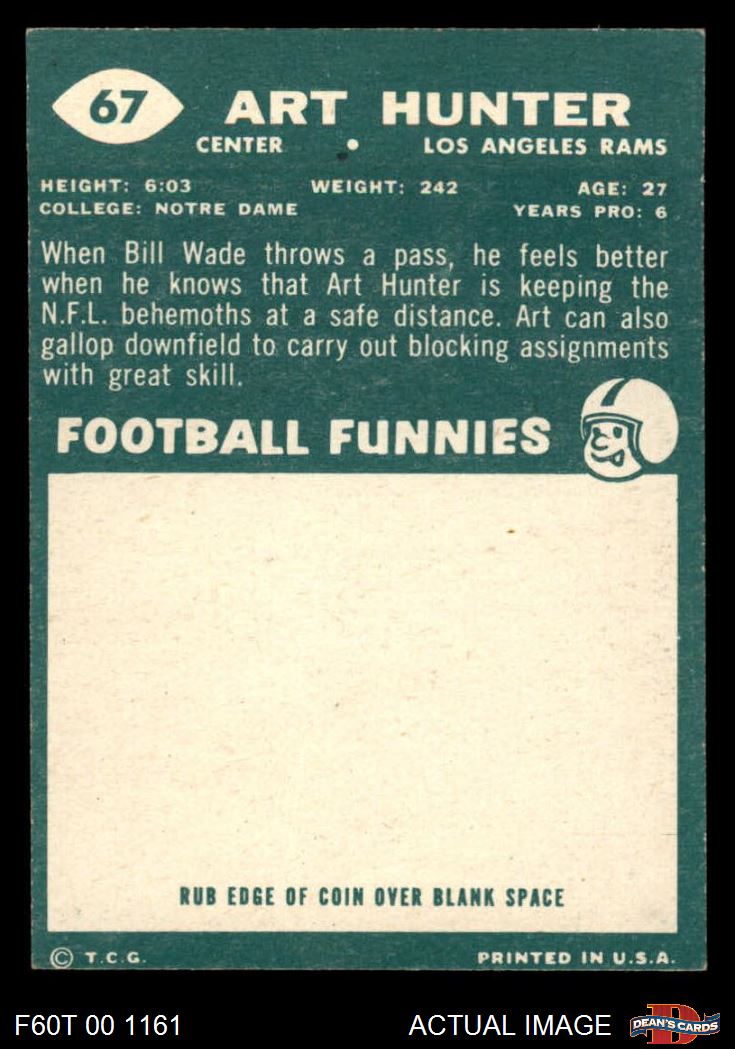 67 ART HUNTER
CENTER • LOS ANGELES RAMS
HEIGHT: 6:03 WEIGHT: 242 AGE: 27
COLLEGE: NOTRE DAME YEARS PRO: 6
When Bill Wade throws a pass, he feels better
when he knows that Art Hunter is keeping the
N.F.L. behemoths at a safe distance. Art can also
gallop downfield to carry out blocking assignments
with great skill.
FOOTBALL FUNNIES
RUB EDGE OF COIN OVER BLANK SPACE
© T.C.G. PRINTED IN U.S.A.
F60T 00 1161 ACTUAL IMAGE D DEAN'S CARDS